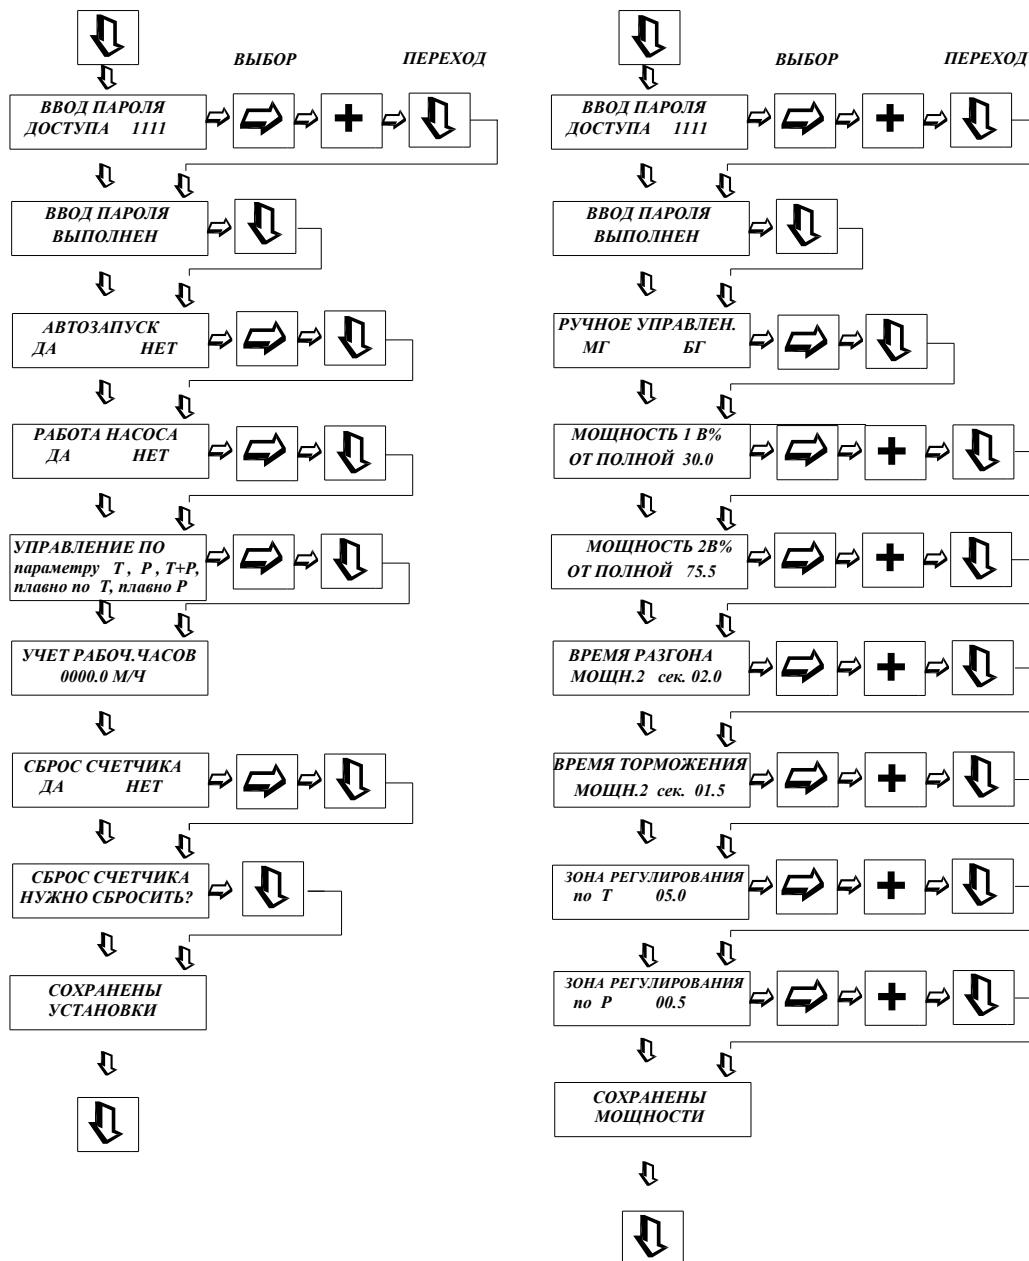 ВЫБОР ПЕРЕХОД
ВВОД ПАРОЛЯ
ДОСТУПА 1111
ВВОД ПАРОЛЯ
ВЫПОЛНЕН
АВТОЗАПУСК
ДА НЕТ
РАБОТА НАСОСА
ДА НЕТ
УПРАВЛЕНИЕ ПО
параметру Т , Р , Т+Р,
плавно по Т, плавно Р
УЧЕТ РАБОЧ.ЧАСОВ
0000.0 М/Ч
СБРОС СЧЕТЧИКА
ДА НЕТ
СБРОС СЧЕТЧИКА
НУЖНО СБРОСИТЬ?
СОХРАНЕНЫ
УСТАНОВКИ
ВЫБОР ПЕРЕХОД
ВВОД ПАРОЛЯ
ДОСТУПА 1111
ВВОД ПАРОЛЯ
ВЫПОЛНЕН
РУЧНОЕ УПРАВЛЕН.
МГ БГ
МОЩНОСТЬ 1 В%
ОТ ПОЛНОЙ 30.0
МОЩНОСТЬ 2В%
ОТ ПОЛНОЙ 75.5
ВРЕМЯ РАЗГОНА
МОЩН.2 сек. 02.0
ВРЕМЯ ТОРМОЖЕНИЯ
МОЩН.2 сек. 01.5
ЗОНА РЕГУЛИРОВАНИЯ
по Т 05.0
ЗОНА РЕГУЛИРОВАНИЯ
по Р 00.5
СОХРАНЕНЫ
МОЩНОСТИ